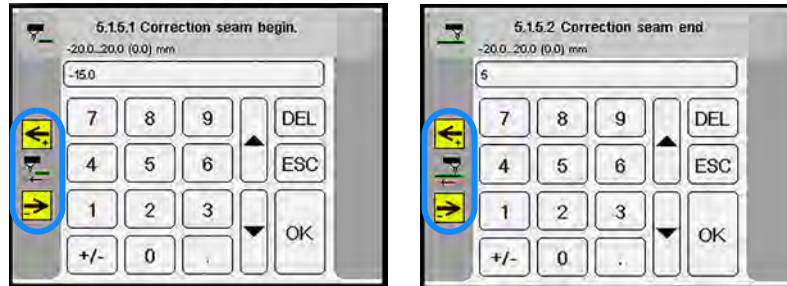 5.1.5.1 Correction seam begin.
-20.0..20.0 (0.0) mm
-15.0
7 8 9 DEL
4 5 6 ESC
1 2 3
OK
+/- 0 .
+
-
5.1.5.2 Correction seam end
-20.0..20.0 (0.0) mm
5
7 8 9 DEL
4 5 6 ESC
1 2 3
OK
+/- 0 .
+
-